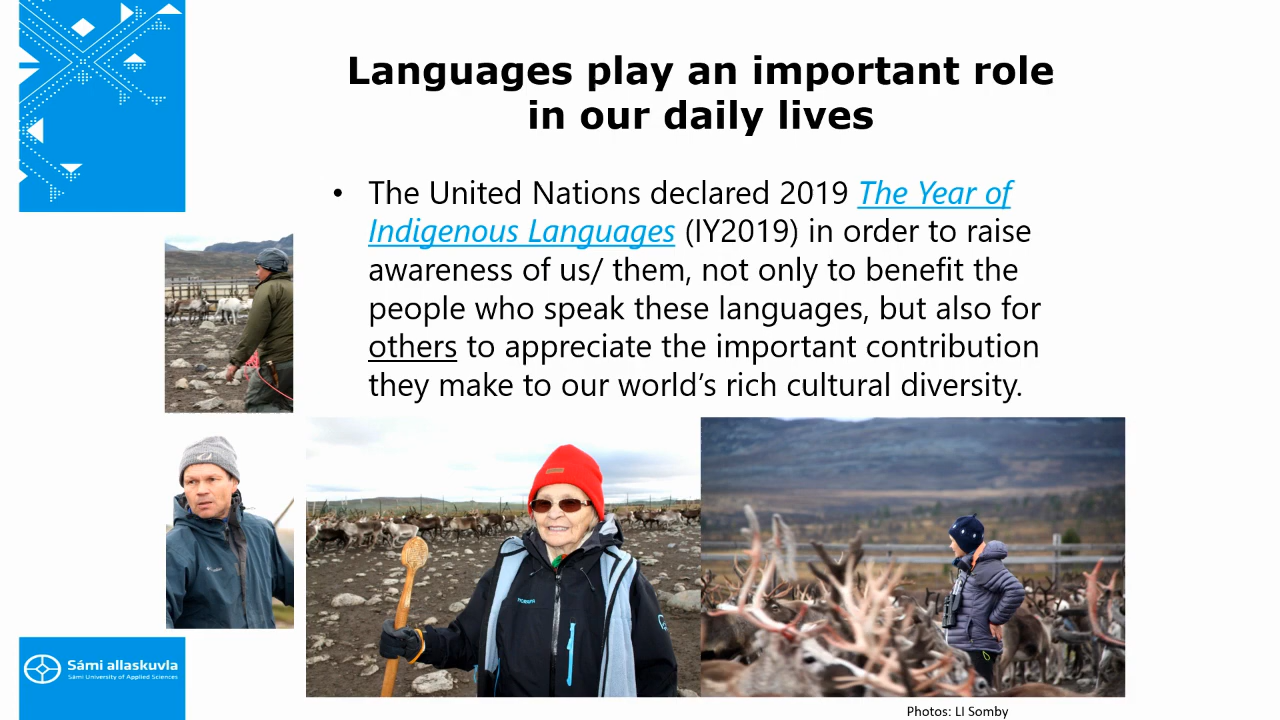 Languages play an important role
in our daily lives
• The United Nations declared 2019 The Year of
Indigenous Languages (IY2019) in order to raise
awareness of us/ them, not only to benefit the
people who speak these languages, but also for
others to appreciate the important contribution
they make to our world’s rich cultural diversity.
Sámi allaskuvla
Sámi University of Applied Sciences
Photos: LI Somby